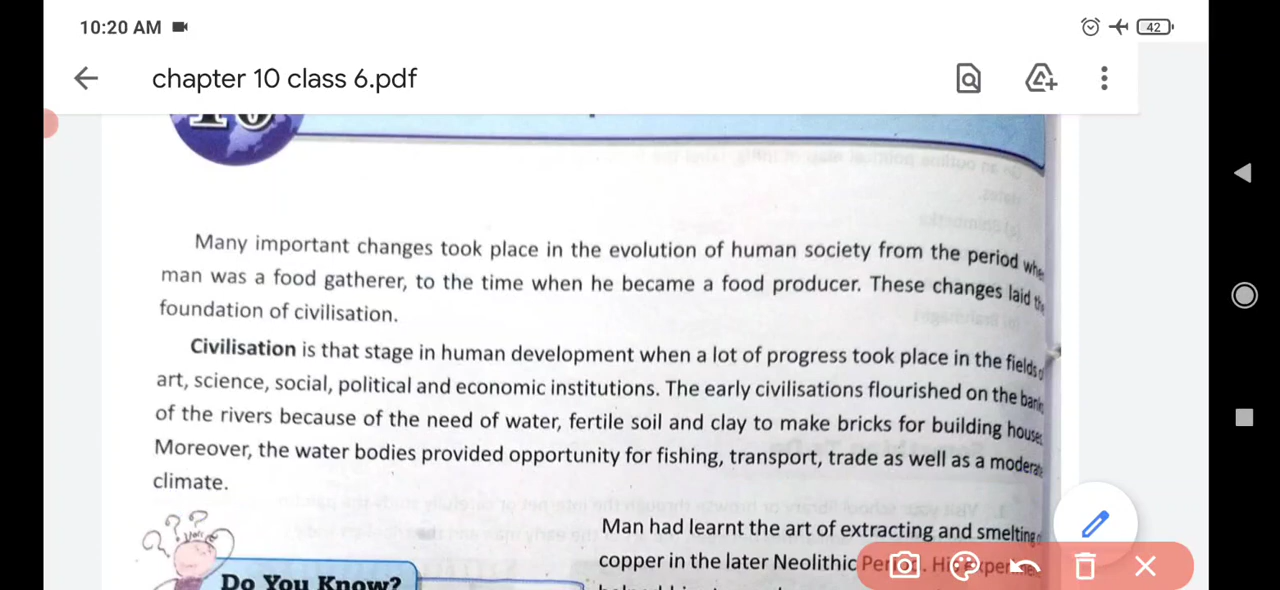 10:20 AM
42
chapter 10 class 6.pdf
10
Many important changes took place in the evolution of human society from the period
man was a food gatherer, to the time when he became a food producer. These changes laid
foundation of civilisation.
Civilisation is that stage in human development when a lot of progress took place in the fields
art, science, social, political and economic institutions. The early civilisations flourished on the
of the rivers because of the need of water, fertile soil and clay to make bricks for building
Moreover, the water bodies provided opportunity for fishing, transport, trade as well as a
climate.
Man had learnt the art of extracting and smelting
copper in the later Neolithic
Do You Know?